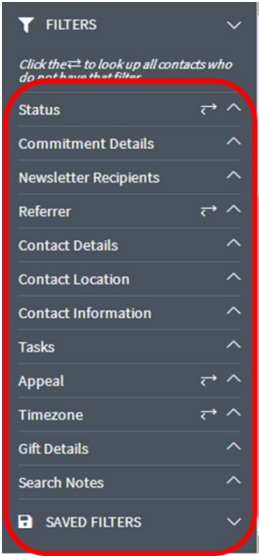 FILTERS
Click the ⇄ to look up all contacts who
do not have that filter
Status
Commitment Details
Newsletter Recipients
Referrer
Contact Details
Contact Location
Contact Information
Tasks
Appeal
Timezone
Gift Details
Search Notes
SAVED FILTERS